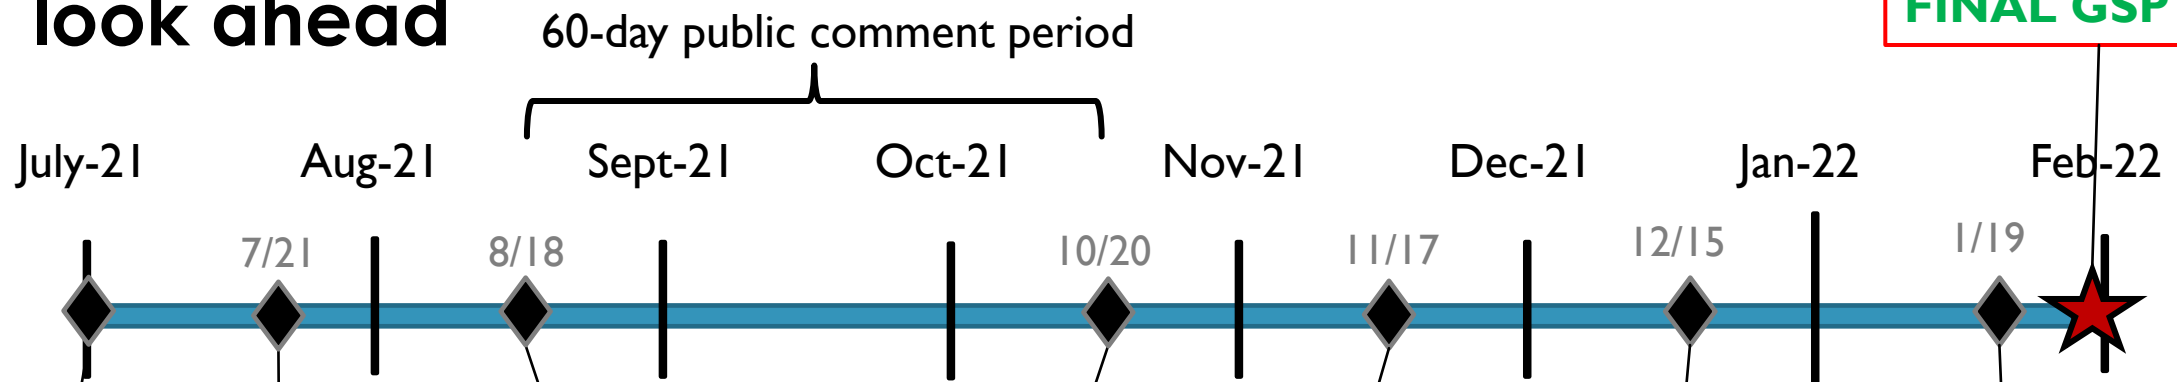 look ahead
60-day public comment period
FINAL GSP
July-21 Aug-21 Sept-21 Oct-21 Nov-21 Dec-21 Jan-22 Feb-22
7/21 8/18 10/20 11/17 12/15 1/19